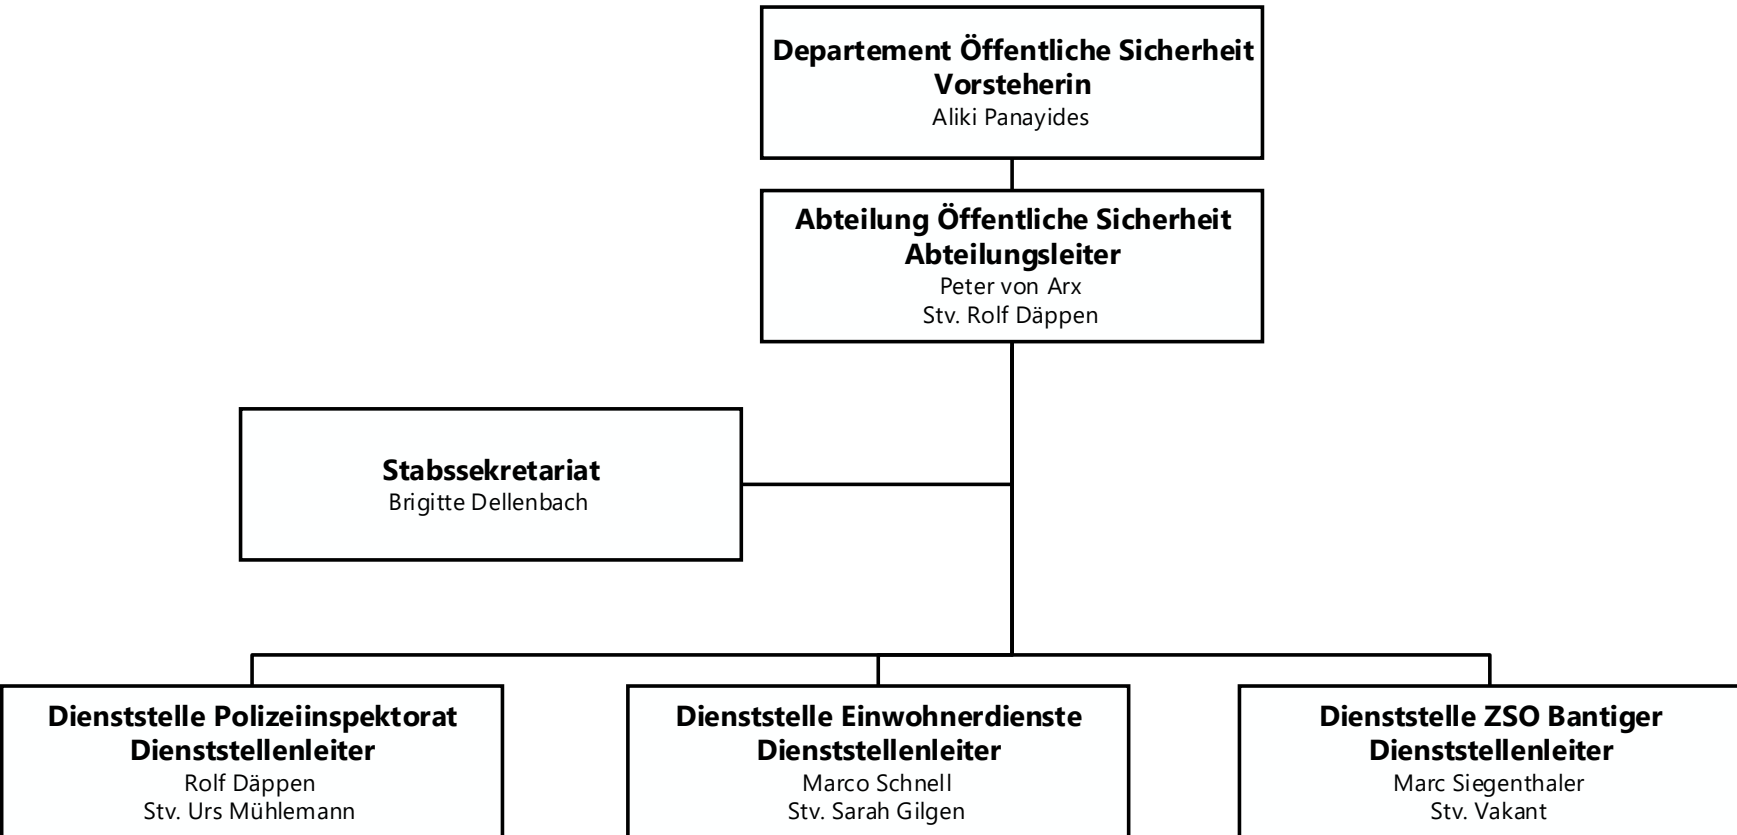 Departement Öffentliche Sicherheit
Vorsteherin
Aliki Panayides
Abteilung Öffentliche Sicherheit
Abteilungsleiter
Peter von Arx
Stv. Rolf Däppen
Stabssekretariat
Brigitte Dellenbach
Dienststelle Polizeiinspektorat
Dienststellenleiter
Rolf Däppen
Stv. Urs Mühlemann
Dienststelle Einwohnerdienste
Dienststellenleiter
Marco Schnell
Stv. Sarah Gilgen
Dienststelle ZSO Bantiger
Dienststellenleiter
Marc Siegenthaler
Stv. Vakant